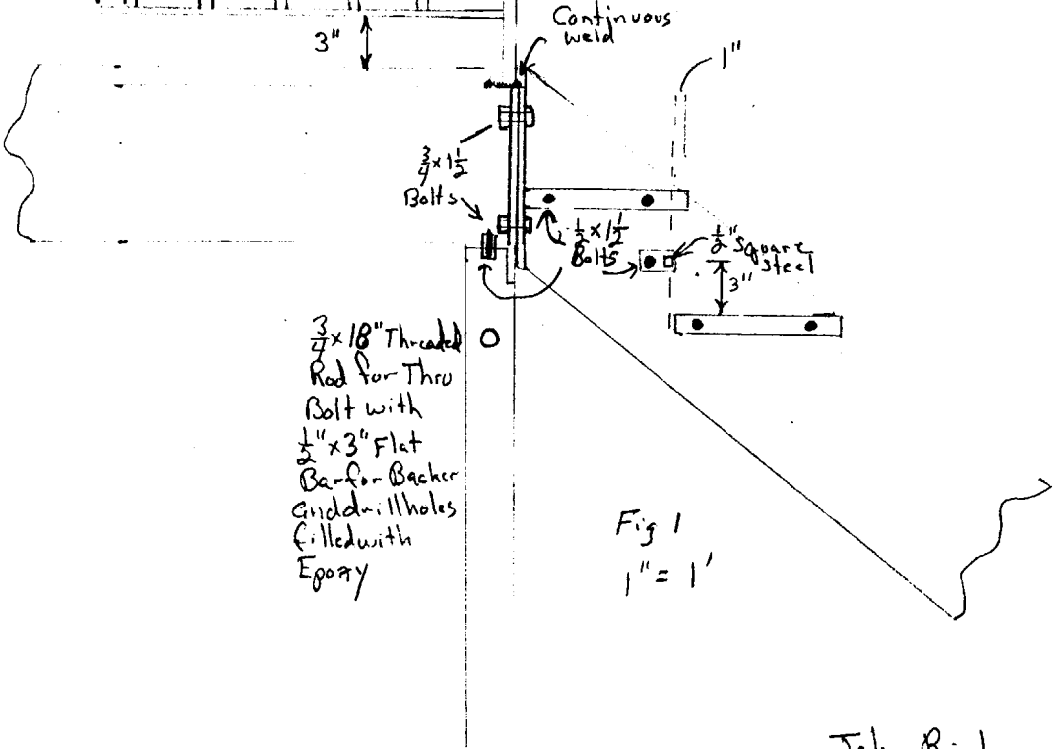 Continuous
weld
3"
1"
3/4 x 1 1/2
Bolts
1/2 x 1 1/2
Bolts
1/2" Square
steel
3"
3/4 x 18" Threaded
Rod for Thru
Bolt with
1/2" x 3" Flat
Bar for Backer
and drill holes
filled with
Epoxy
Fig 1
1" = 1'
John